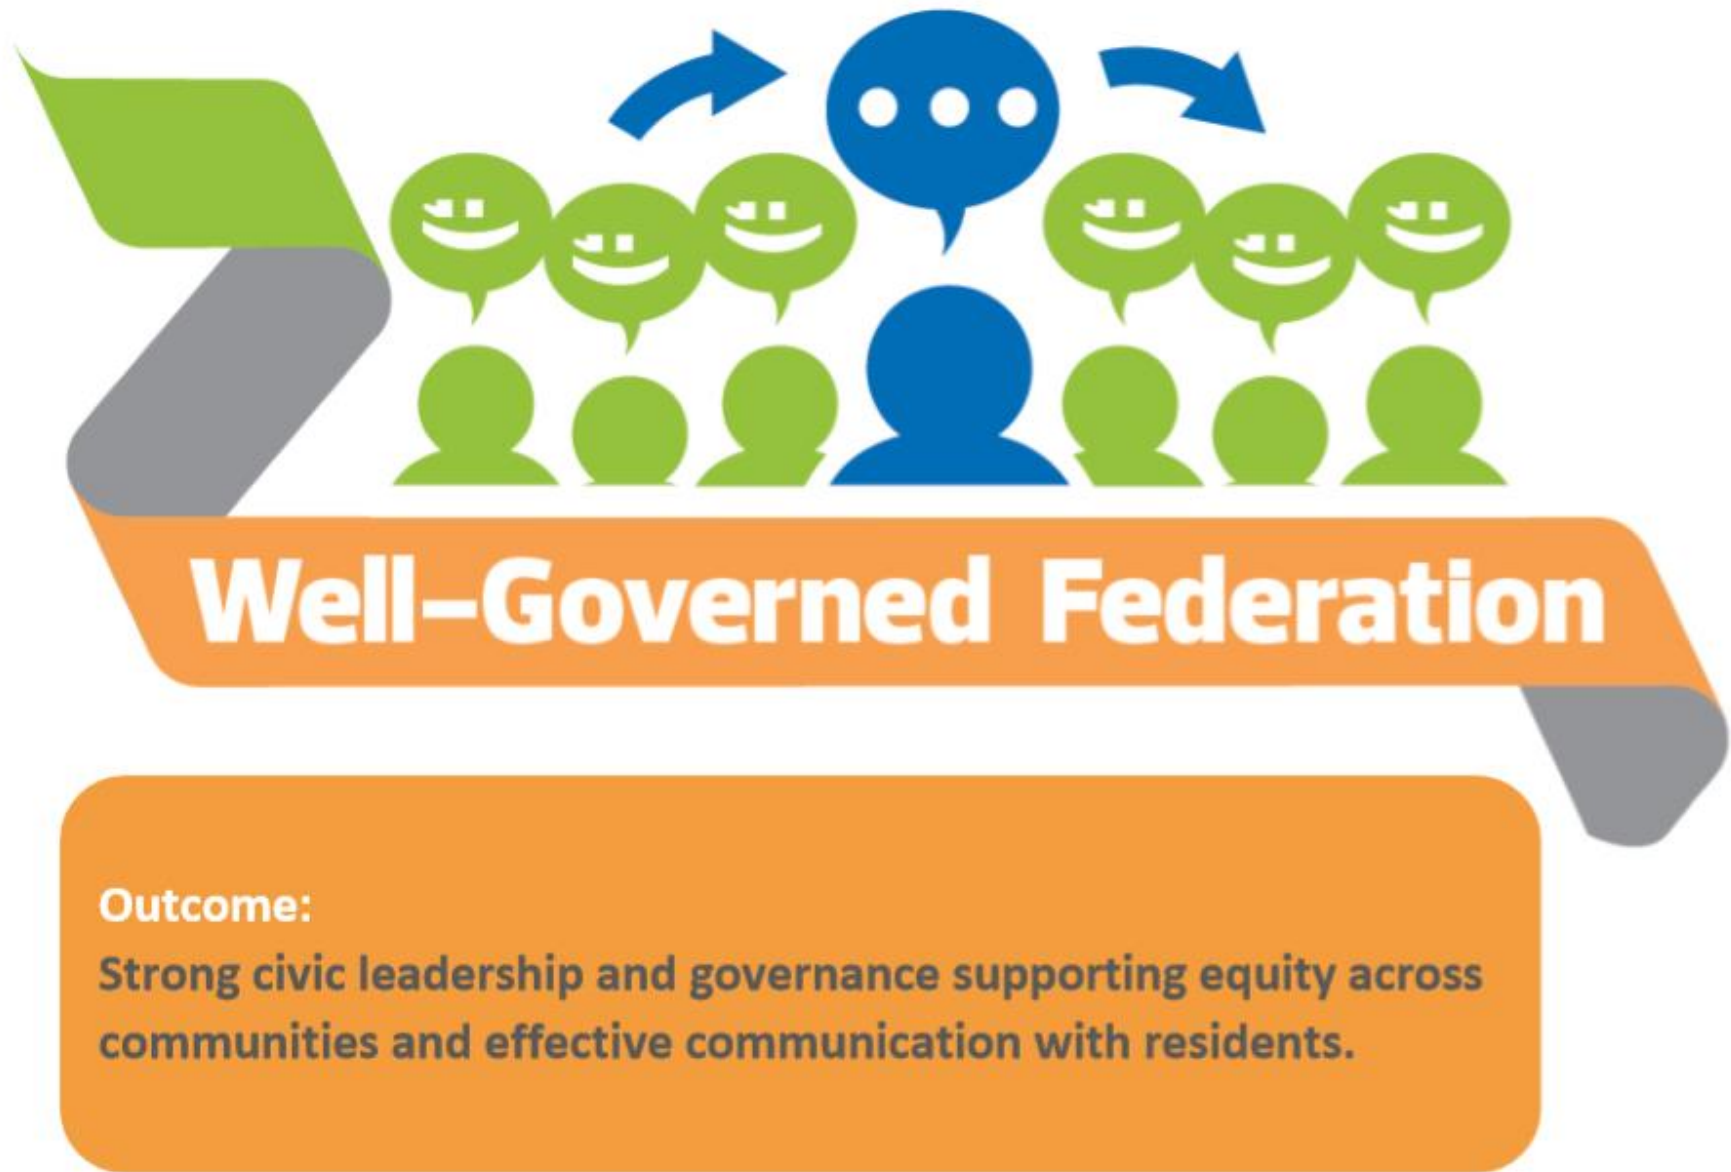 Well-Governed Federation
Outcome:
Strong civic leadership and governance supporting equity across
communities and effective communication with residents.